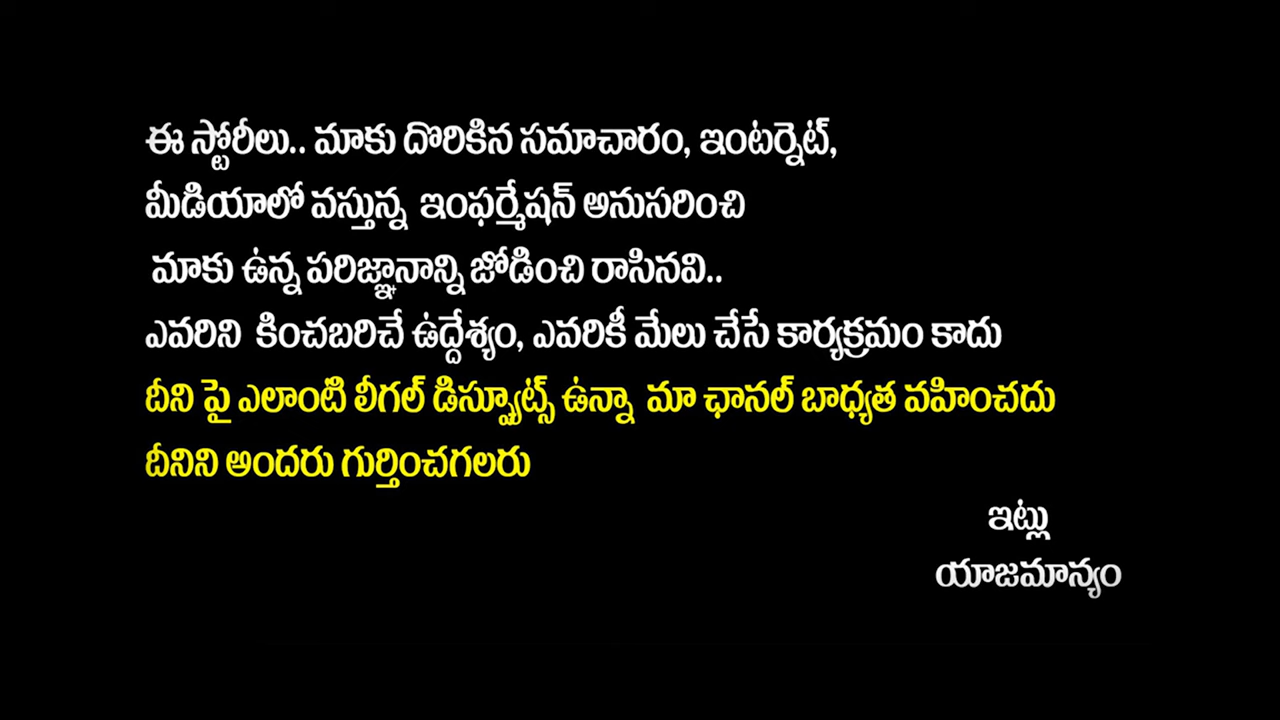 ఈ స్టోరీలు.. మాకు దొరికిన సమాచారం, ఇంటర్నెట్,
మీడియాలో వస్తున్న ఇంఫర్మేషన్ అనుసరించి
మాకు ఉన్న పరిజ్ఞానాన్ని జోడించి రాసినవి..
ఎవరిని కించబరిచే ఉద్దేశ్యం, ఎవరికీ మేలు చేసే కార్యక్రమం కాదు
దీని పై ఎలాంటి లీగల్ డిస్ప్యూట్స్ ఉన్నా మా ఛానల్ బాధ్యత వహించదు
దీనిని అందరు గుర్తించగలరు
ఇట్లు
యాజమాన్యం